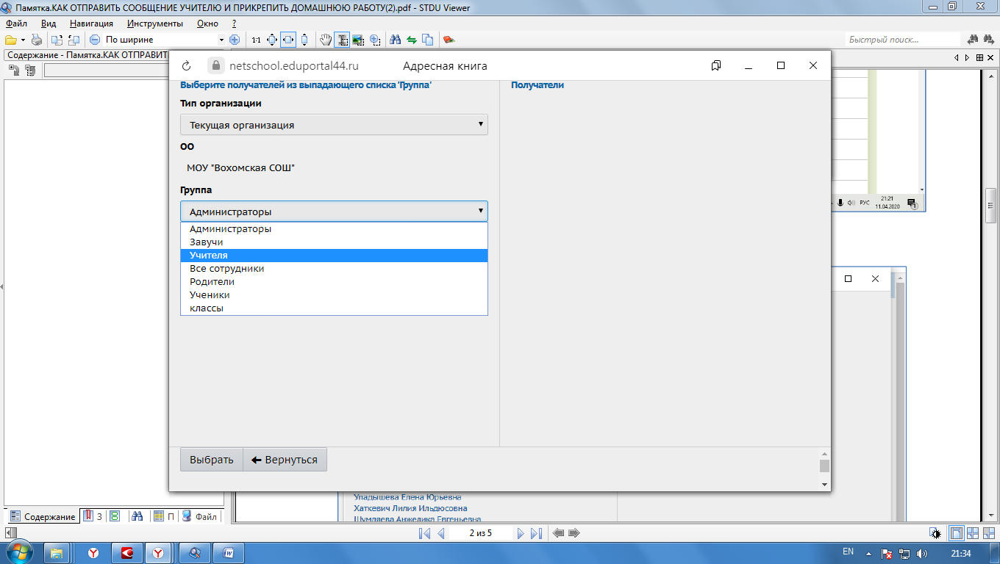 Памятка.КАК ОТПРАВИТЬ СООБЩЕНИЕ УЧИТЕЛЮ И ПРИКРЕПИТЬ ДОМАШНЮЮ РАБОТУ(2).pdf - STDU Viewer
Файл Вид Навигация Инструменты Окно ?
По ширине 1:1 Быстрый поиск...
Содержание - Памятка.КАК ОТПРАВИТ
netschool.eduportal44.ru Адресная книга
Выберите получателей из выпадающего списка 'Группа' Получатели
Тип организации
Текущая организация
ОО
МОУ "Вохомская СОШ"
Группа
Администраторы
Администраторы
Завучи
Учителя
Все сотрудники
Родители
Ученики
классы
Выбрать Вернуться
РУС 21:21
11.04.2020
Уладышева Елена Юрьевна
Хаткевич Лилия Ильдюсовна
Шумляева Анжелика Евгеньевна
Содержание З П Файл
2 из 5
EN 21:34